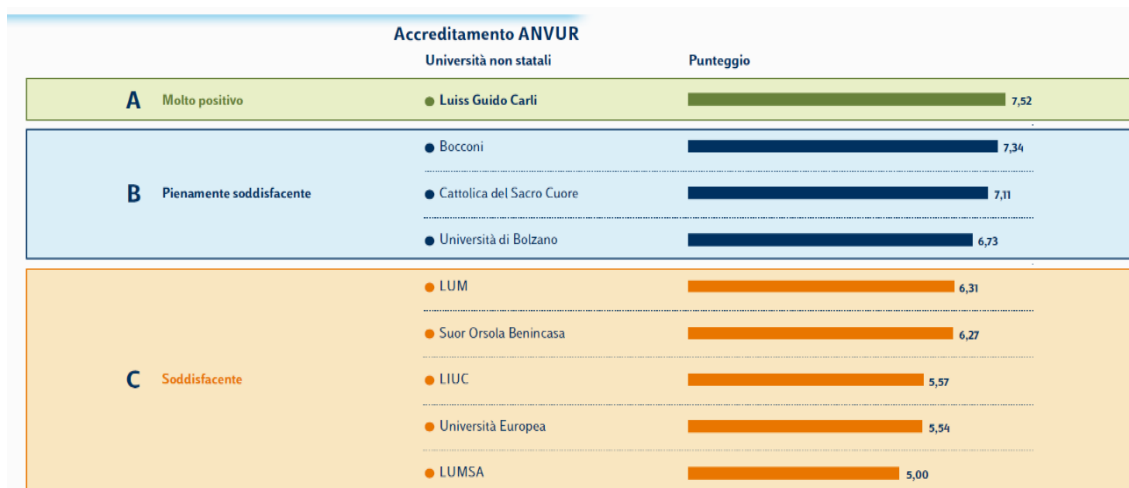 Accreditamento ANVUR
Università non statali Punteggio
A Molto positivo Luiss Guido Carli 7,52
Bocconi 7,34
B Pienamente soddisfacente Cattolica del Sacro Cuore 7,11
Università di Bolzano 6,73
LUM 6,31
Suor Orsola Benincasa 6,27
C Soddisfacente LIUC 5,57
Università Europea 5,54
LUMSA 5,00